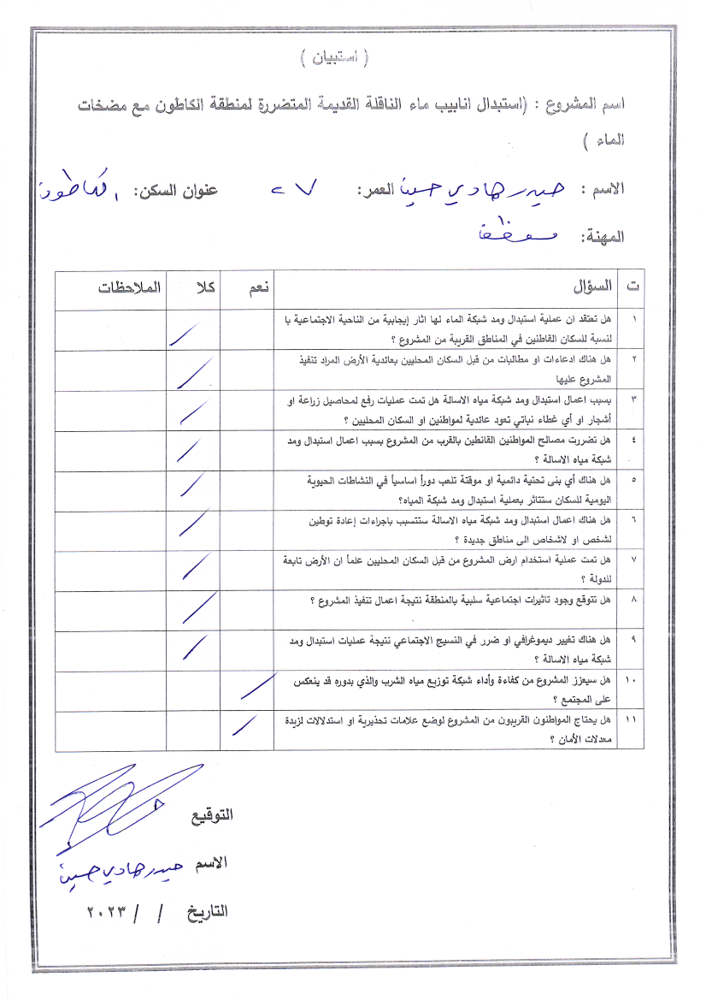 ( استبيان )
اسم المشروع : (استبدال انابيب ماء الناقلة القديمة المتضررة لمنطقة الكاطون مع مضخات
الماء )
الاسم : حيدر هادي حسين العمر: عنوان السكن: الكاطون
المهنة: موظف
ت السؤال نعم كلا الملاحظات
١ هل تعتقد ان عملية استبدال ومد شبكة الماء لها اثار إيجابية من الناحية الاجتماعية با
لنسبة للسكان القاطنين في المناطق القريبة من المشروع ؟
٢ هل هناك ادعاءات او مطالبات من قبل السكان المحليين بعائدية الأرض المراد تنفيذ
المشروع عليها
٣ بسبب اعمال استبدال ومد شبكة مياه الاسالة هل تمت عمليات رفع لمحاصيل زراعة او
أشجار او أي غطاء نباتي تعود عائدية لمواطنين او السكان المحليين ؟
٤ هل تضررت مصالح المواطنين القانطين بالقرب من المشروع بسبب اعمال استبدال ومد
شبكة مياه الاسالة ؟
٥ هل هناك أي بنى تحتية دائمية او موقتة تلعب دوراً اساسياً في النشاطات الحيوية
اليومية للسكان ستتاثر بعملية استبدال ومد شبكة المياه؟
٦ هل هناك اعمال استبدال ومد شبكة مياه الاسالة ستتسبب باجراءات إعادة توطين
لشخص او لاشخاص الى مناطق جديدة ؟
٧ هل تمت عملية استخدام ارض المشروع من قبل السكان المحليين علماً ان الأرض تابعة
للدولة ؟
٨ هل تتوقع وجود تاثيرات اجتماعية سلبية بالمنطقة نتيجة اعمال تنفيذ المشروع ؟
٩ هل هناك تغيير ديموغرافي او ضرر في النسيج الاجتماعي نتيجة عمليات استبدال ومد
شبكة مياه الاسالة ؟
١٠ هل سيعزز المشروع من كفاءة وأداء شبكة توزيع مياه الشرب والذي بدوره قد ينعكس
على المجتمع ؟
١١ هل يحتاج المواطنون القريبون من المشروع لوضع علامات تحذيرية او استدلالات لزيدة
معدلات الأمان ؟
التوقيع
الاسم حيدر هادي حسين
التاريخ / / ٢٠٢٣